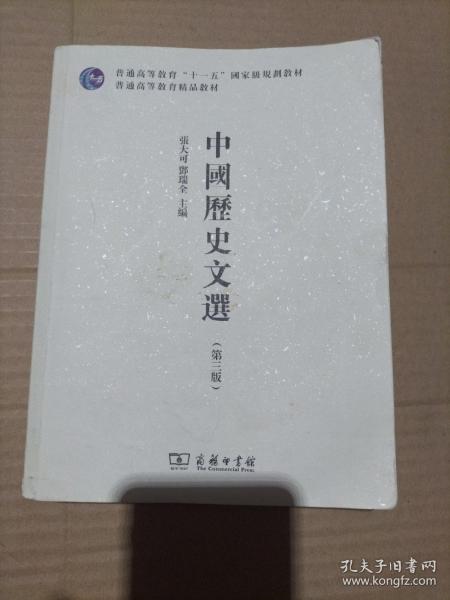 普通高等教育“十一五”國家級規劃教材
普通高等教育精品教材
中國歷史文選
（第三版）
張大可 鄧瑞全 主編
商務印書館
The Commercial Press
孔夫子旧书网
www.kongfz.com